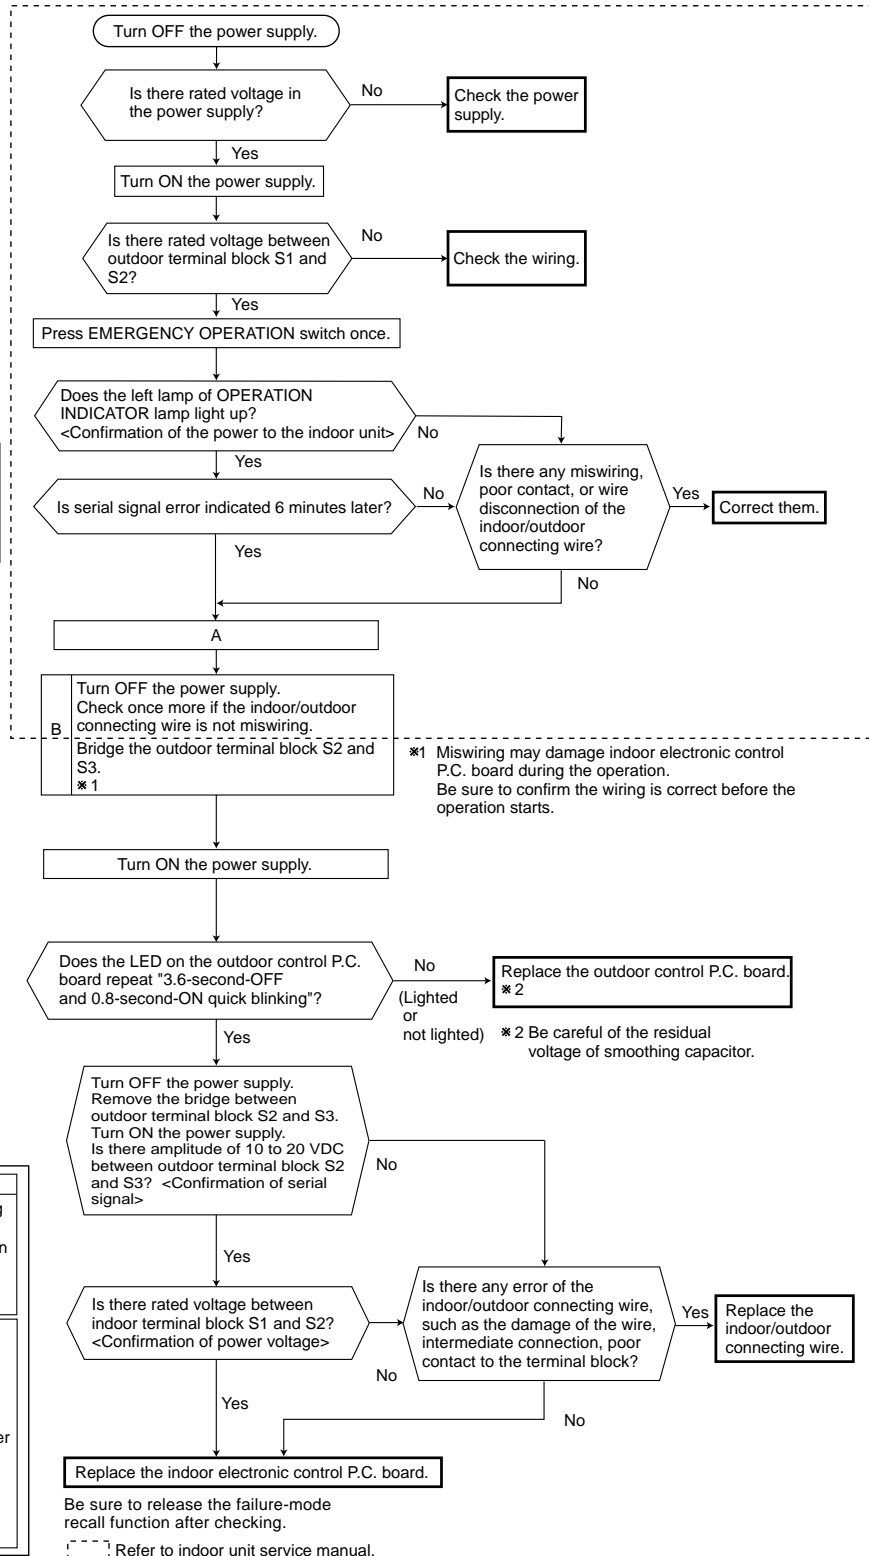 Turn OFF the power supply.
Is there rated voltage in
the power supply?
No
Check the power
supply.
Yes
Turn ON the power supply.
Is there rated voltage between
outdoor terminal block S1 and
S2?
No
Check the wiring.
Yes
Press EMERGENCY OPERATION switch once.
Does the left lamp of OPERATION
INDICATOR lamp light up?
<Confirmation of the power to the indoor unit>
No
Yes
Is serial signal error indicated 6 minutes later?
No
Is there any miswiring,
poor contact, or wire
disconnection of the
indoor/outdoor
connecting wire?
Yes
Correct them.
Yes
No
A
B
Turn OFF the power supply.
Check once more if the indoor/outdoor
connecting wire is not miswiring.
Bridge the outdoor terminal block S2 and
S3.
※1
※1 Miswiring may damage indoor electronic control
P.C. board during the operation.
Be sure to confirm the wiring is correct before the
operation starts.
Turn ON the power supply.
Does the LED on the outdoor control P.C.
board repeat "3.6-second-OFF
and 0.8-second-ON quick blinking"?
No
(Lighted
or
not lighted)
Replace the outdoor control P.C. board.
※2
※2 Be careful of the residual
voltage of smoothing capacitor.
Yes
Turn OFF the power supply.
Remove the bridge between
outdoor terminal block S2 and S3.
Turn ON the power supply.
Is there amplitude of 10 to 20 VDC
between outdoor terminal block S2
and S3? <Confirmation of serial
signal>
No
Yes
Is there rated voltage between
indoor terminal block S1 and S2?
<Confirmation of power voltage>
No
Is there any error of the
indoor/outdoor connecting wire,
such as the damage of the wire,
intermediate connection, poor
contact to the terminal block?
Yes
Replace the
indoor/outdoor
connecting wire.
Yes
No
Replace the indoor electronic control P.C. board.
Be sure to release the failure-mode
recall function after checking.
Refer to indoor unit service manual.